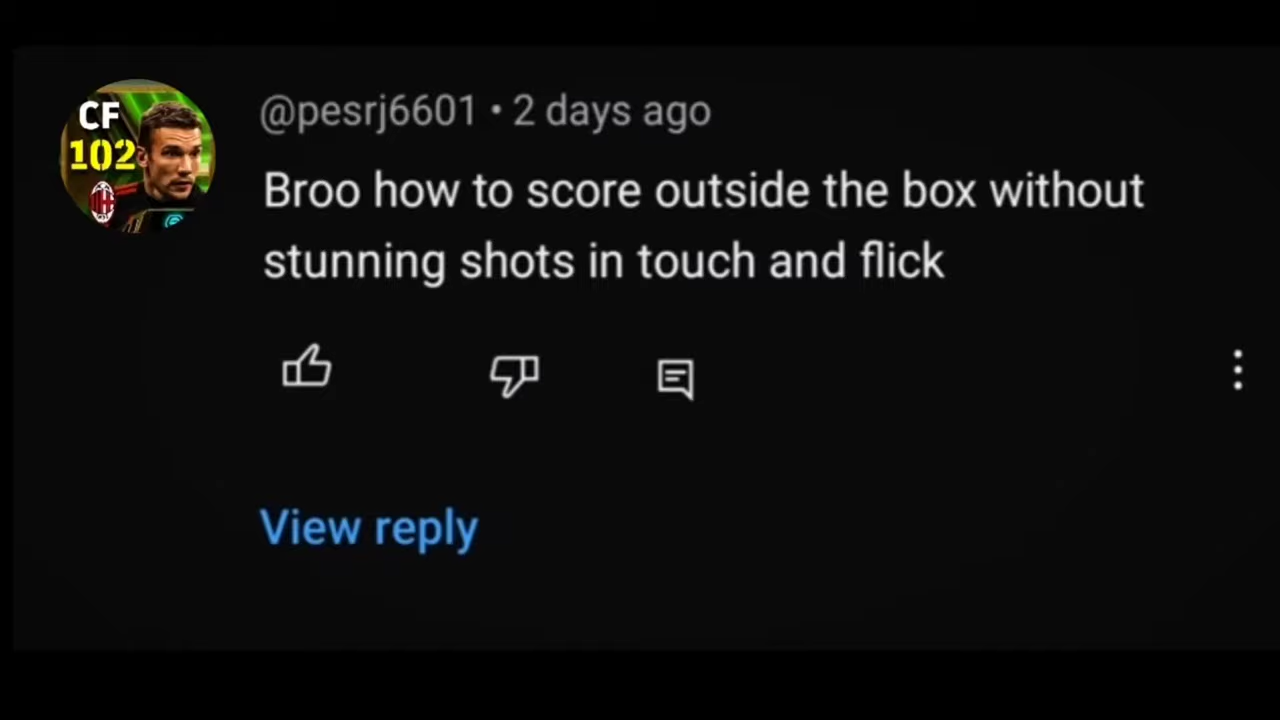 CF
102
@pesrj6601 • 2 days ago
Broo how to score outside the box without
stunning shots in touch and flick
View reply